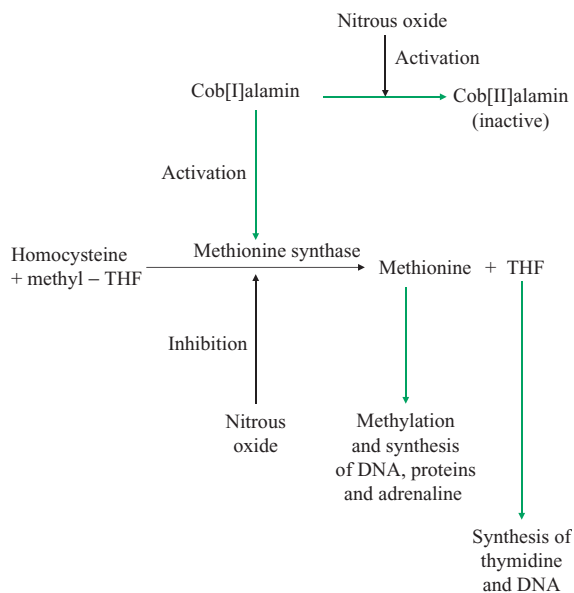 Nitrous oxide
Activation
Cob[I]alamin
Cob[II]alamin
(inactive)
Activation
Homocysteine
+ methyl – THF
Methionine synthase
Methionine + THF
Inhibition
Nitrous
oxide
Methylation
and synthesis
of DNA, proteins
and adrenaline
Synthesis of
thymidine
and DNA